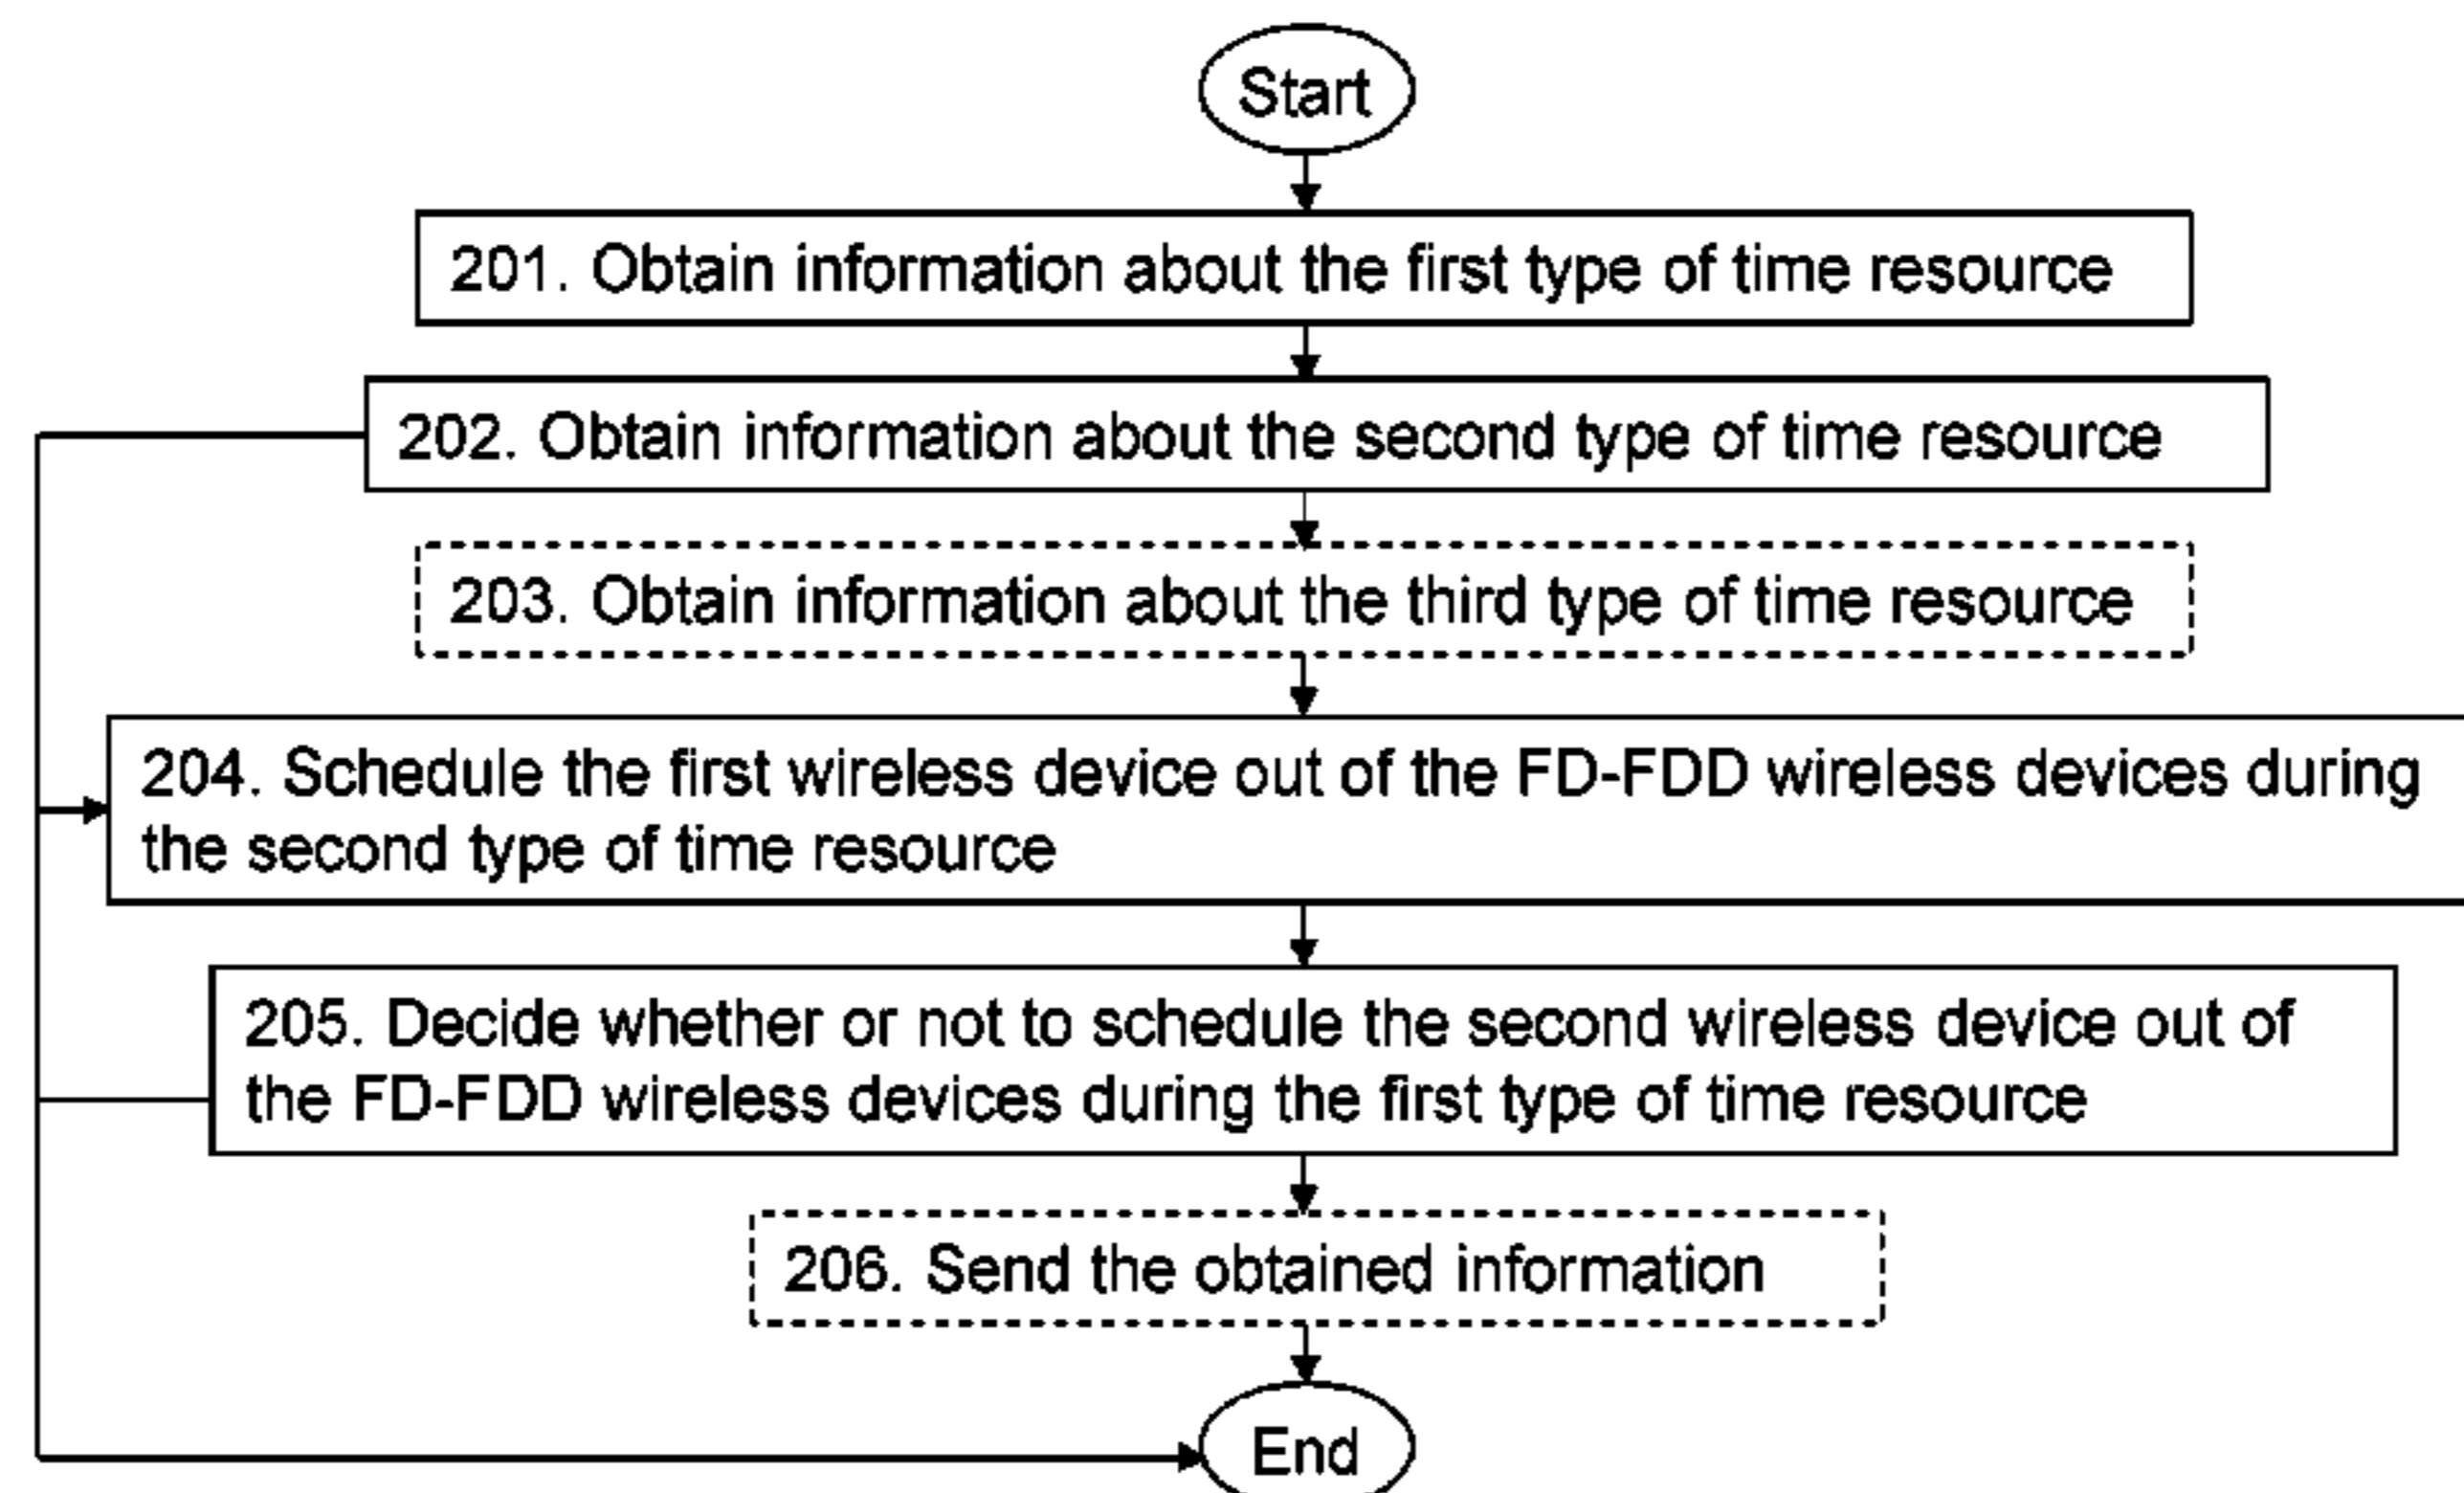 Start
201. Obtain information about the first type of time resource
202. Obtain information about the second type of time resource
203. Obtain information about the third type of time resource
204. Schedule the first wireless device out of the FD-FDD wireless devices during
the second type of time resource
205. Decide whether or not to schedule the second wireless device out of
the FD-FDD wireless devices during the first type of time resource
206. Send the obtained information
End